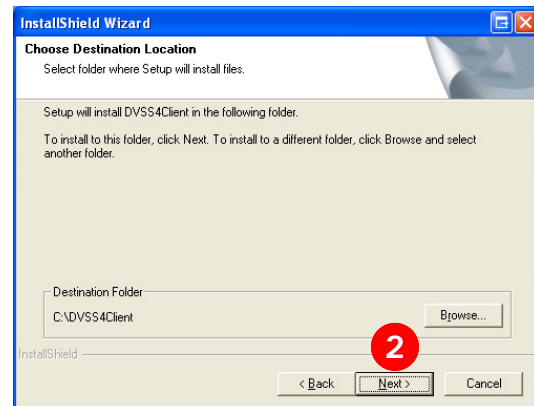 InstallShield Wizard
Choose Destination Location
Select folder where Setup will install files.
Setup will install DVSS4Client in the following folder.
To install to this folder, click Next. To install to a different folder, click Browse and select
another folder.
Destination Folder
C:\DVSS4Client
Browse...
2
InstallShield
< Back
Next >
Cancel